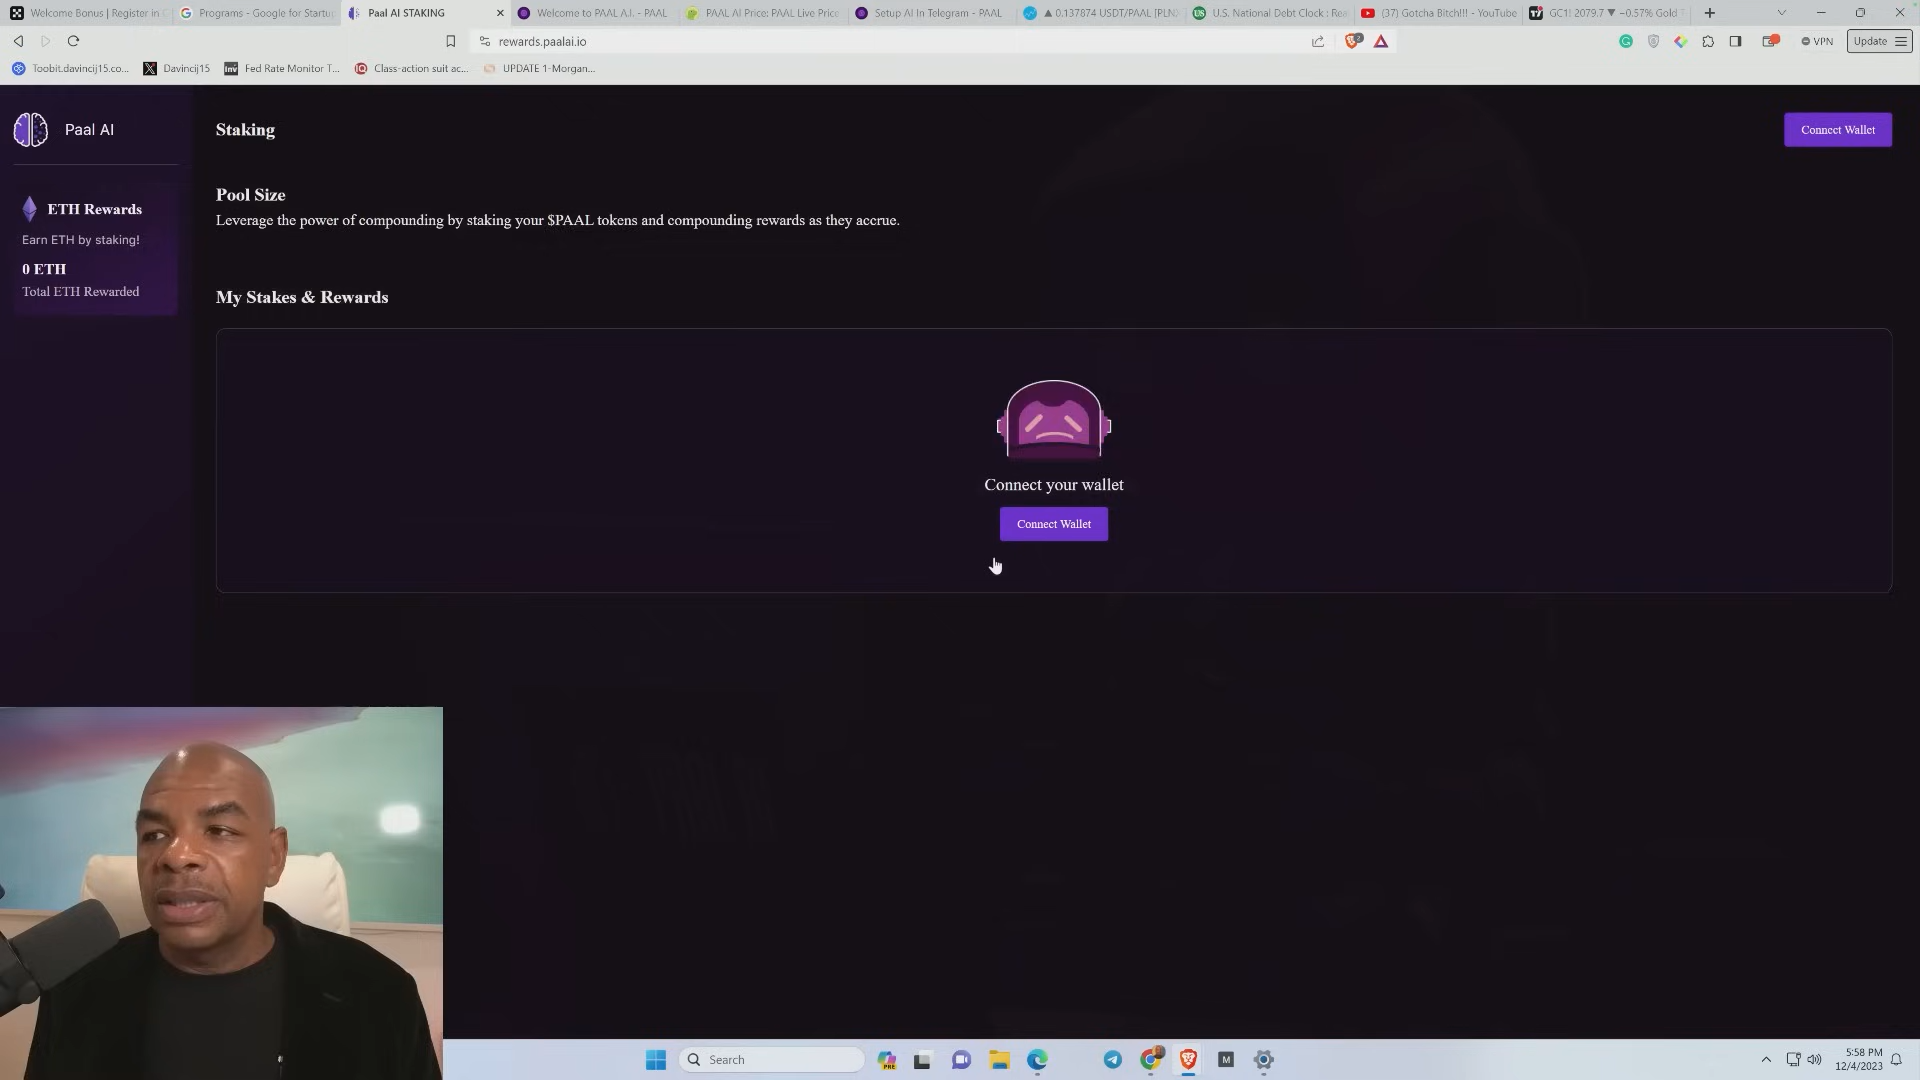 Welcome Bonus | Register in
Programs - Google for Startu
Paal AI STAKING
Welcome to PAAL A.I. - PAAL
PAAL AI Price: PAAL Live Price
Setup AI In Telegram - PAAL
▲ 0.137874 USDT/PAAL [PLN
U.S. National Debt Clock : Rea
(37) Gotcha Bitch!!! - YouTube
GC1! 2079.7 ▼ −0.57% Gold
rewards.paalai.io
2
VPN
Update
Toobit.davincij15.co...
Davincij15
Inv
Fed Rate Monitor T...
Class-action suit ac...
UPDATE 1-Morgan...
Paal AI
Staking
Connect Wallet
ETH Rewards
Earn ETH by staking!
0 ETH
Total ETH Rewarded
Pool Size
Leverage the power of compounding by staking your $PAAL tokens and compounding rewards as they accrue.
My Stakes & Rewards
Connect your wallet
Connect Wallet
Search
PRE
M
5:58 PM
12/4/2023